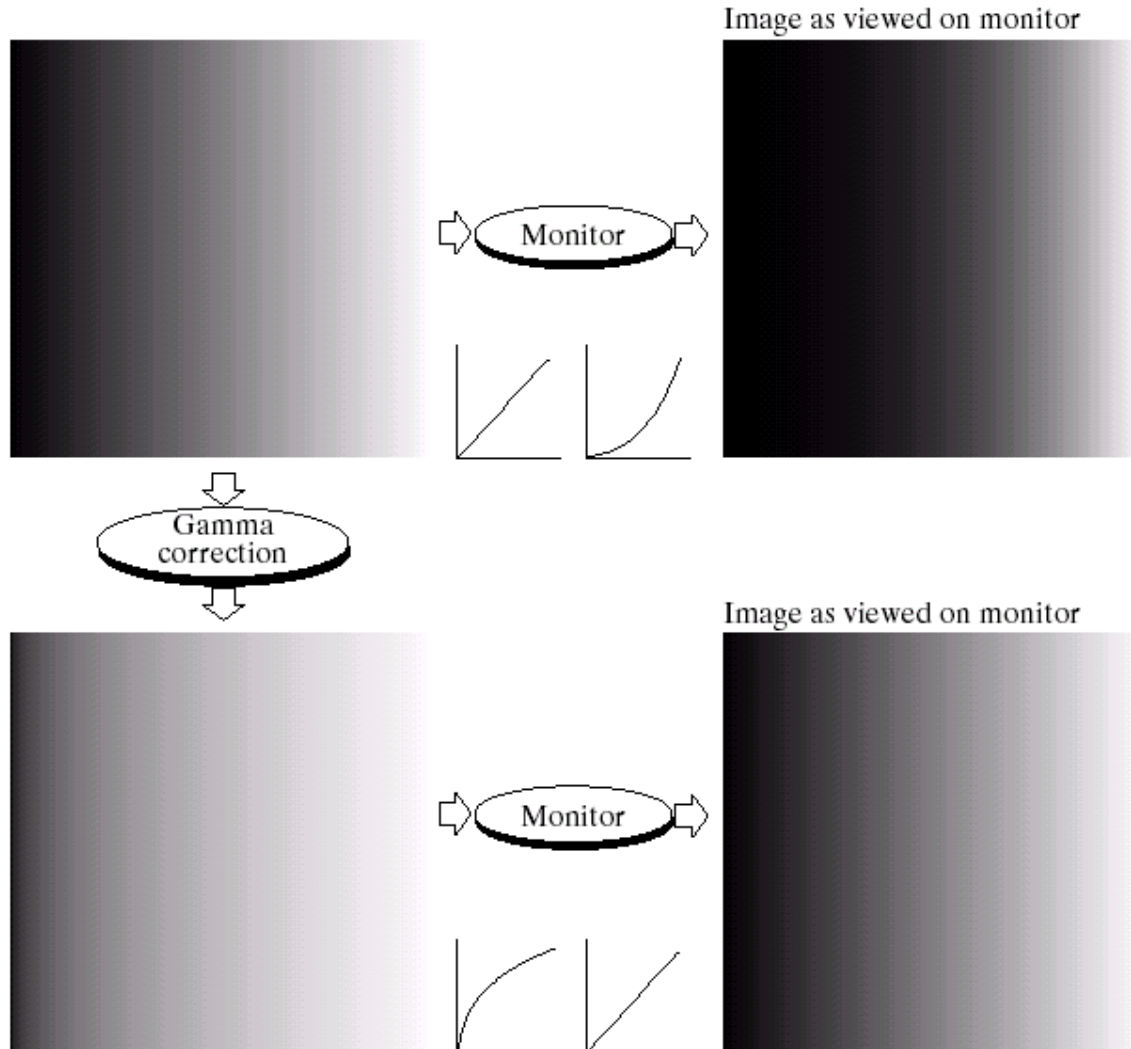 Image as viewed on monitor
Monitor
Gamma
correction
Image as viewed on monitor
Monitor